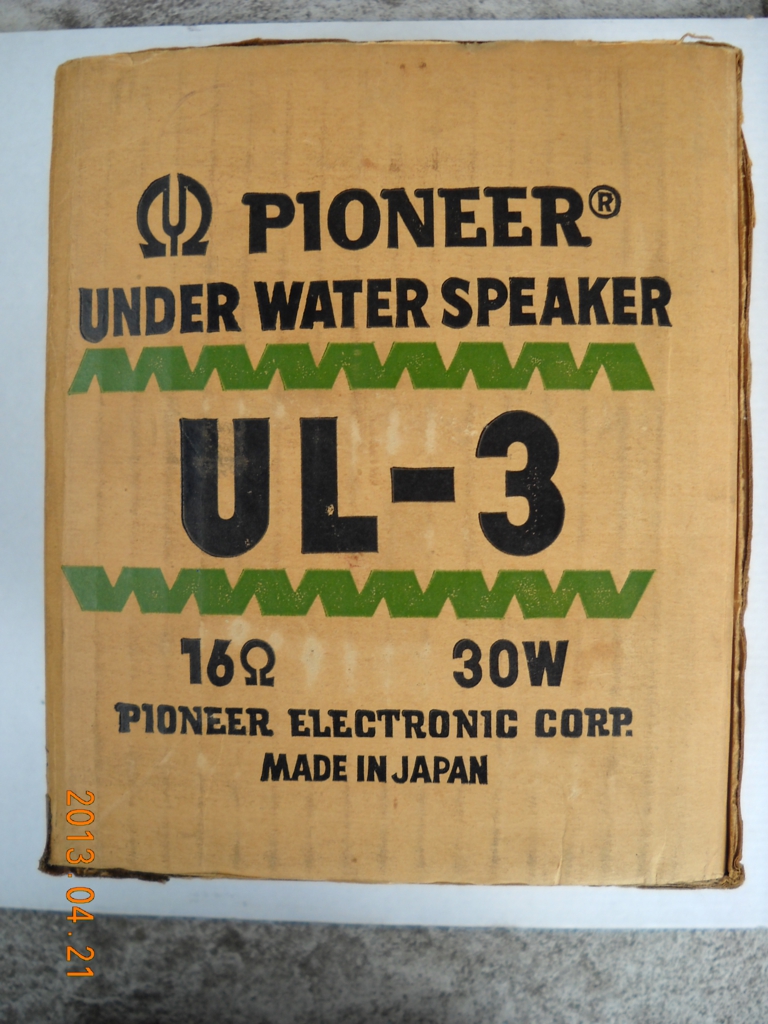 PIONEER®
UNDER WATER SPEAKER
UL-3
16Ω 30W
PIONEER ELECTRONIC CORP.
MADE IN JAPAN
2013.04.21